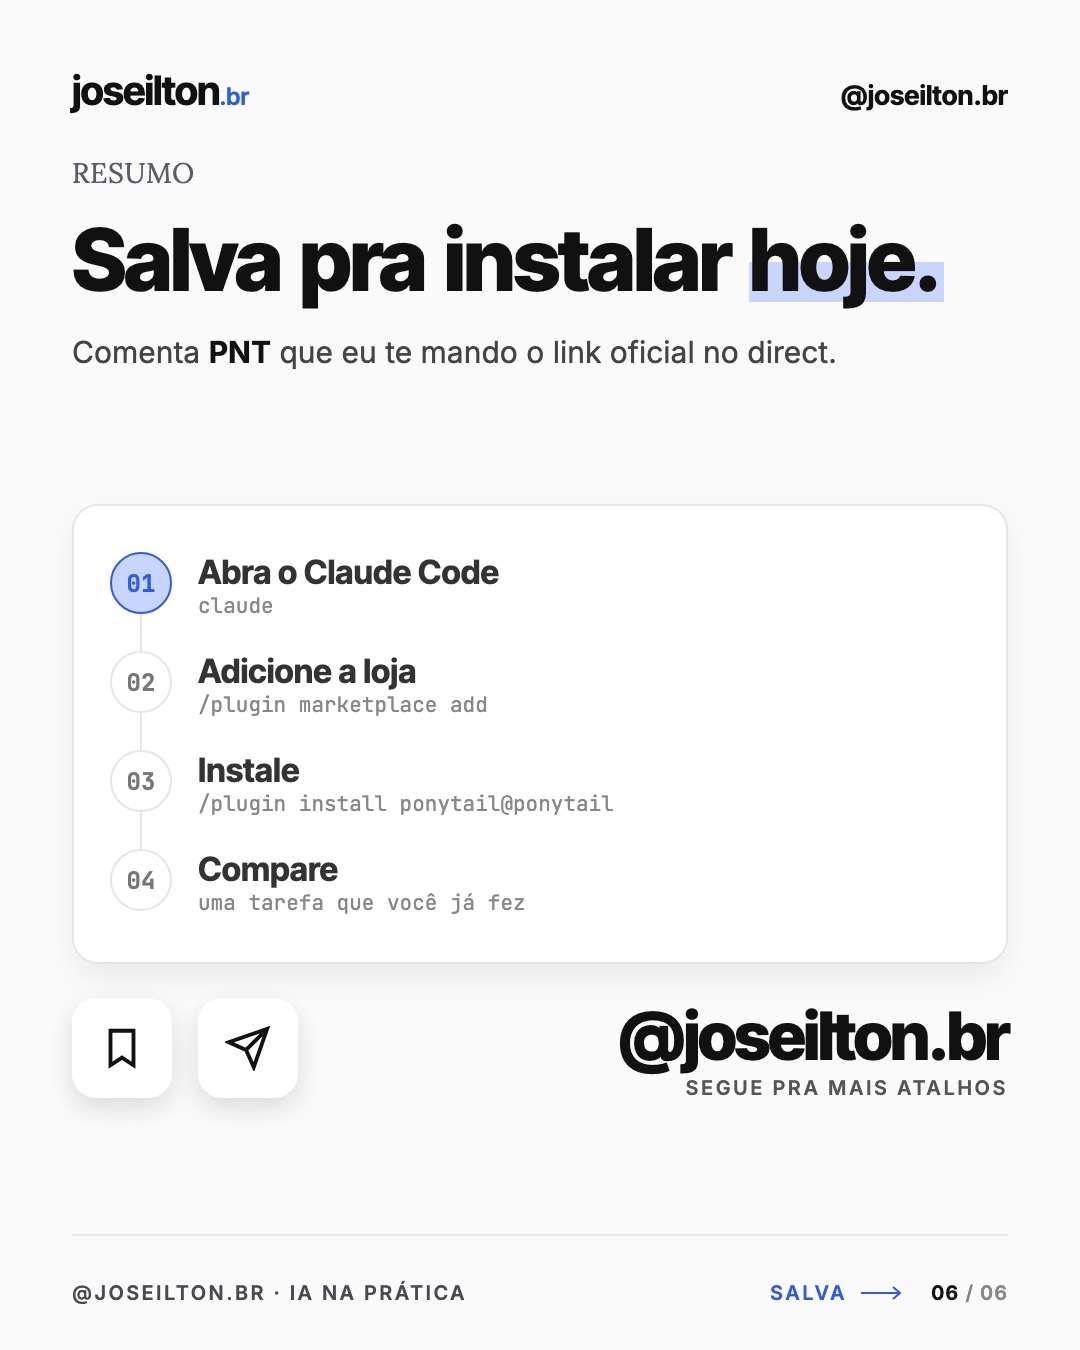 joseilton.br
@joseilton.br
RESUMO
Salva pra instalar hoje.
Comenta PNT que eu te mando o link oficial no direct.
01
Abra o Claude Code
claude
02
Adicione a loja
/plugin marketplace add
03
Instale
/plugin install ponytail@ponytail
04
Compare
uma tarefa que você já fez
@joseilton.br
SEGUE PRA MAIS ATALHOS
@JOSEILTON.BR · IA NA PRÁTICA
SALVA → 06 / 06